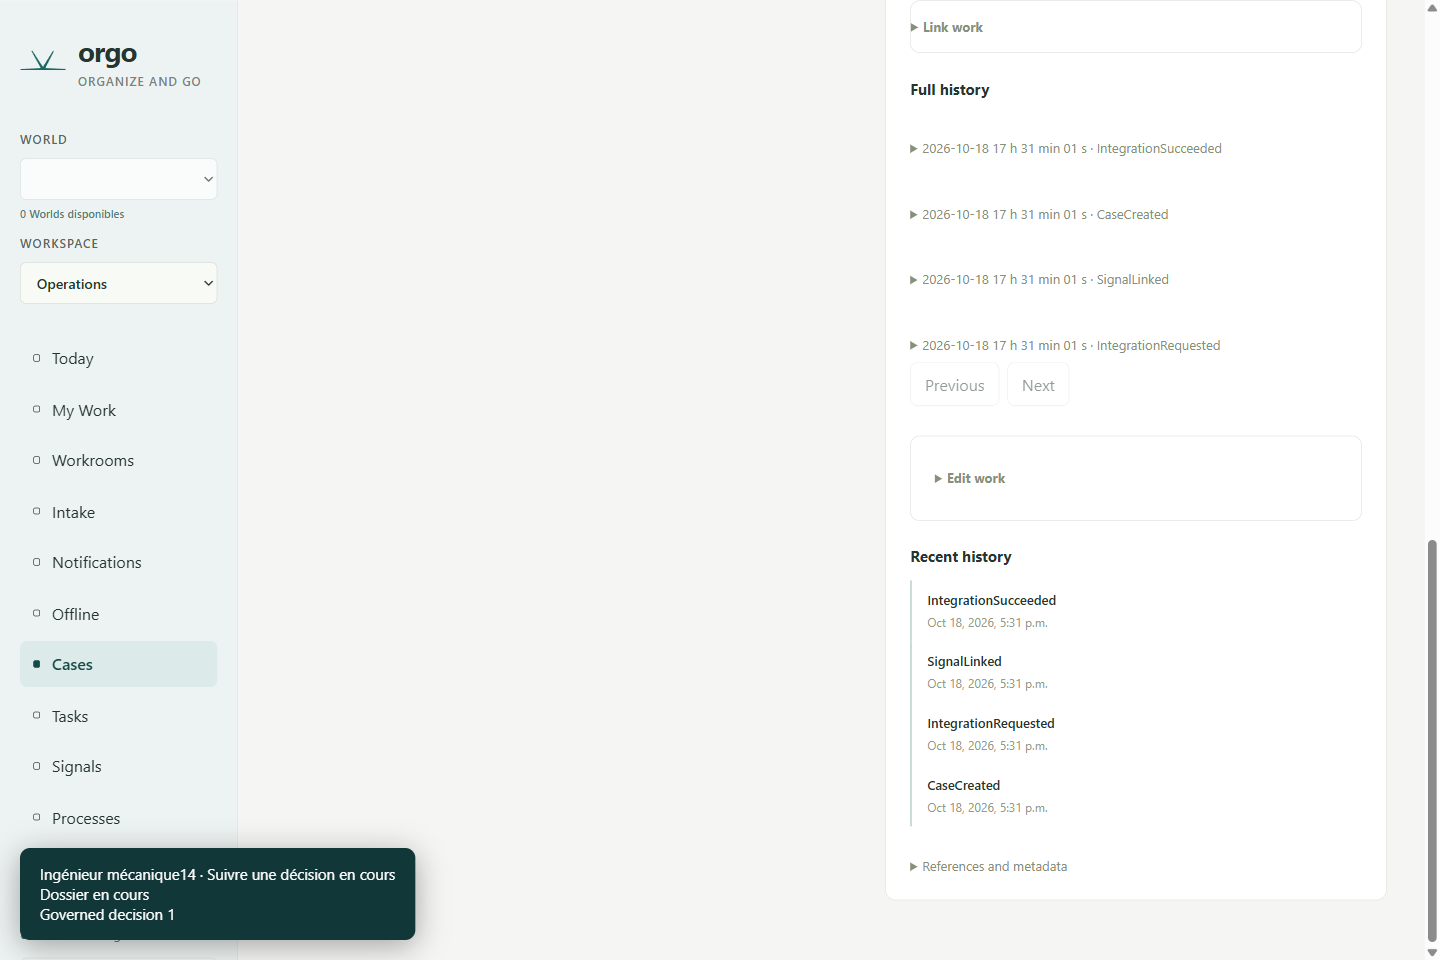 orgo
ORGANIZE AND GO
WORLD
0 Worlds disponibles
WORKSPACE
Operations
Today
My Work
Workrooms
Intake
Notifications
Offline
Cases
Tasks
Signals
Processes
Ingénieur mécanique14 · Suivre une décision en cours
Dossier en cours
Governed decision 1
Link work
Full history
2026-10-18 17 h 31 min 01 s · IntegrationSucceeded
2026-10-18 17 h 31 min 01 s · CaseCreated
2026-10-18 17 h 31 min 01 s · SignalLinked
2026-10-18 17 h 31 min 01 s · IntegrationRequested
Previous Next
Edit work
Recent history
IntegrationSucceeded
Oct 18, 2026, 5:31 p.m.
SignalLinked
Oct 18, 2026, 5:31 p.m.
IntegrationRequested
Oct 18, 2026, 5:31 p.m.
CaseCreated
Oct 18, 2026, 5:31 p.m.
References and metadata